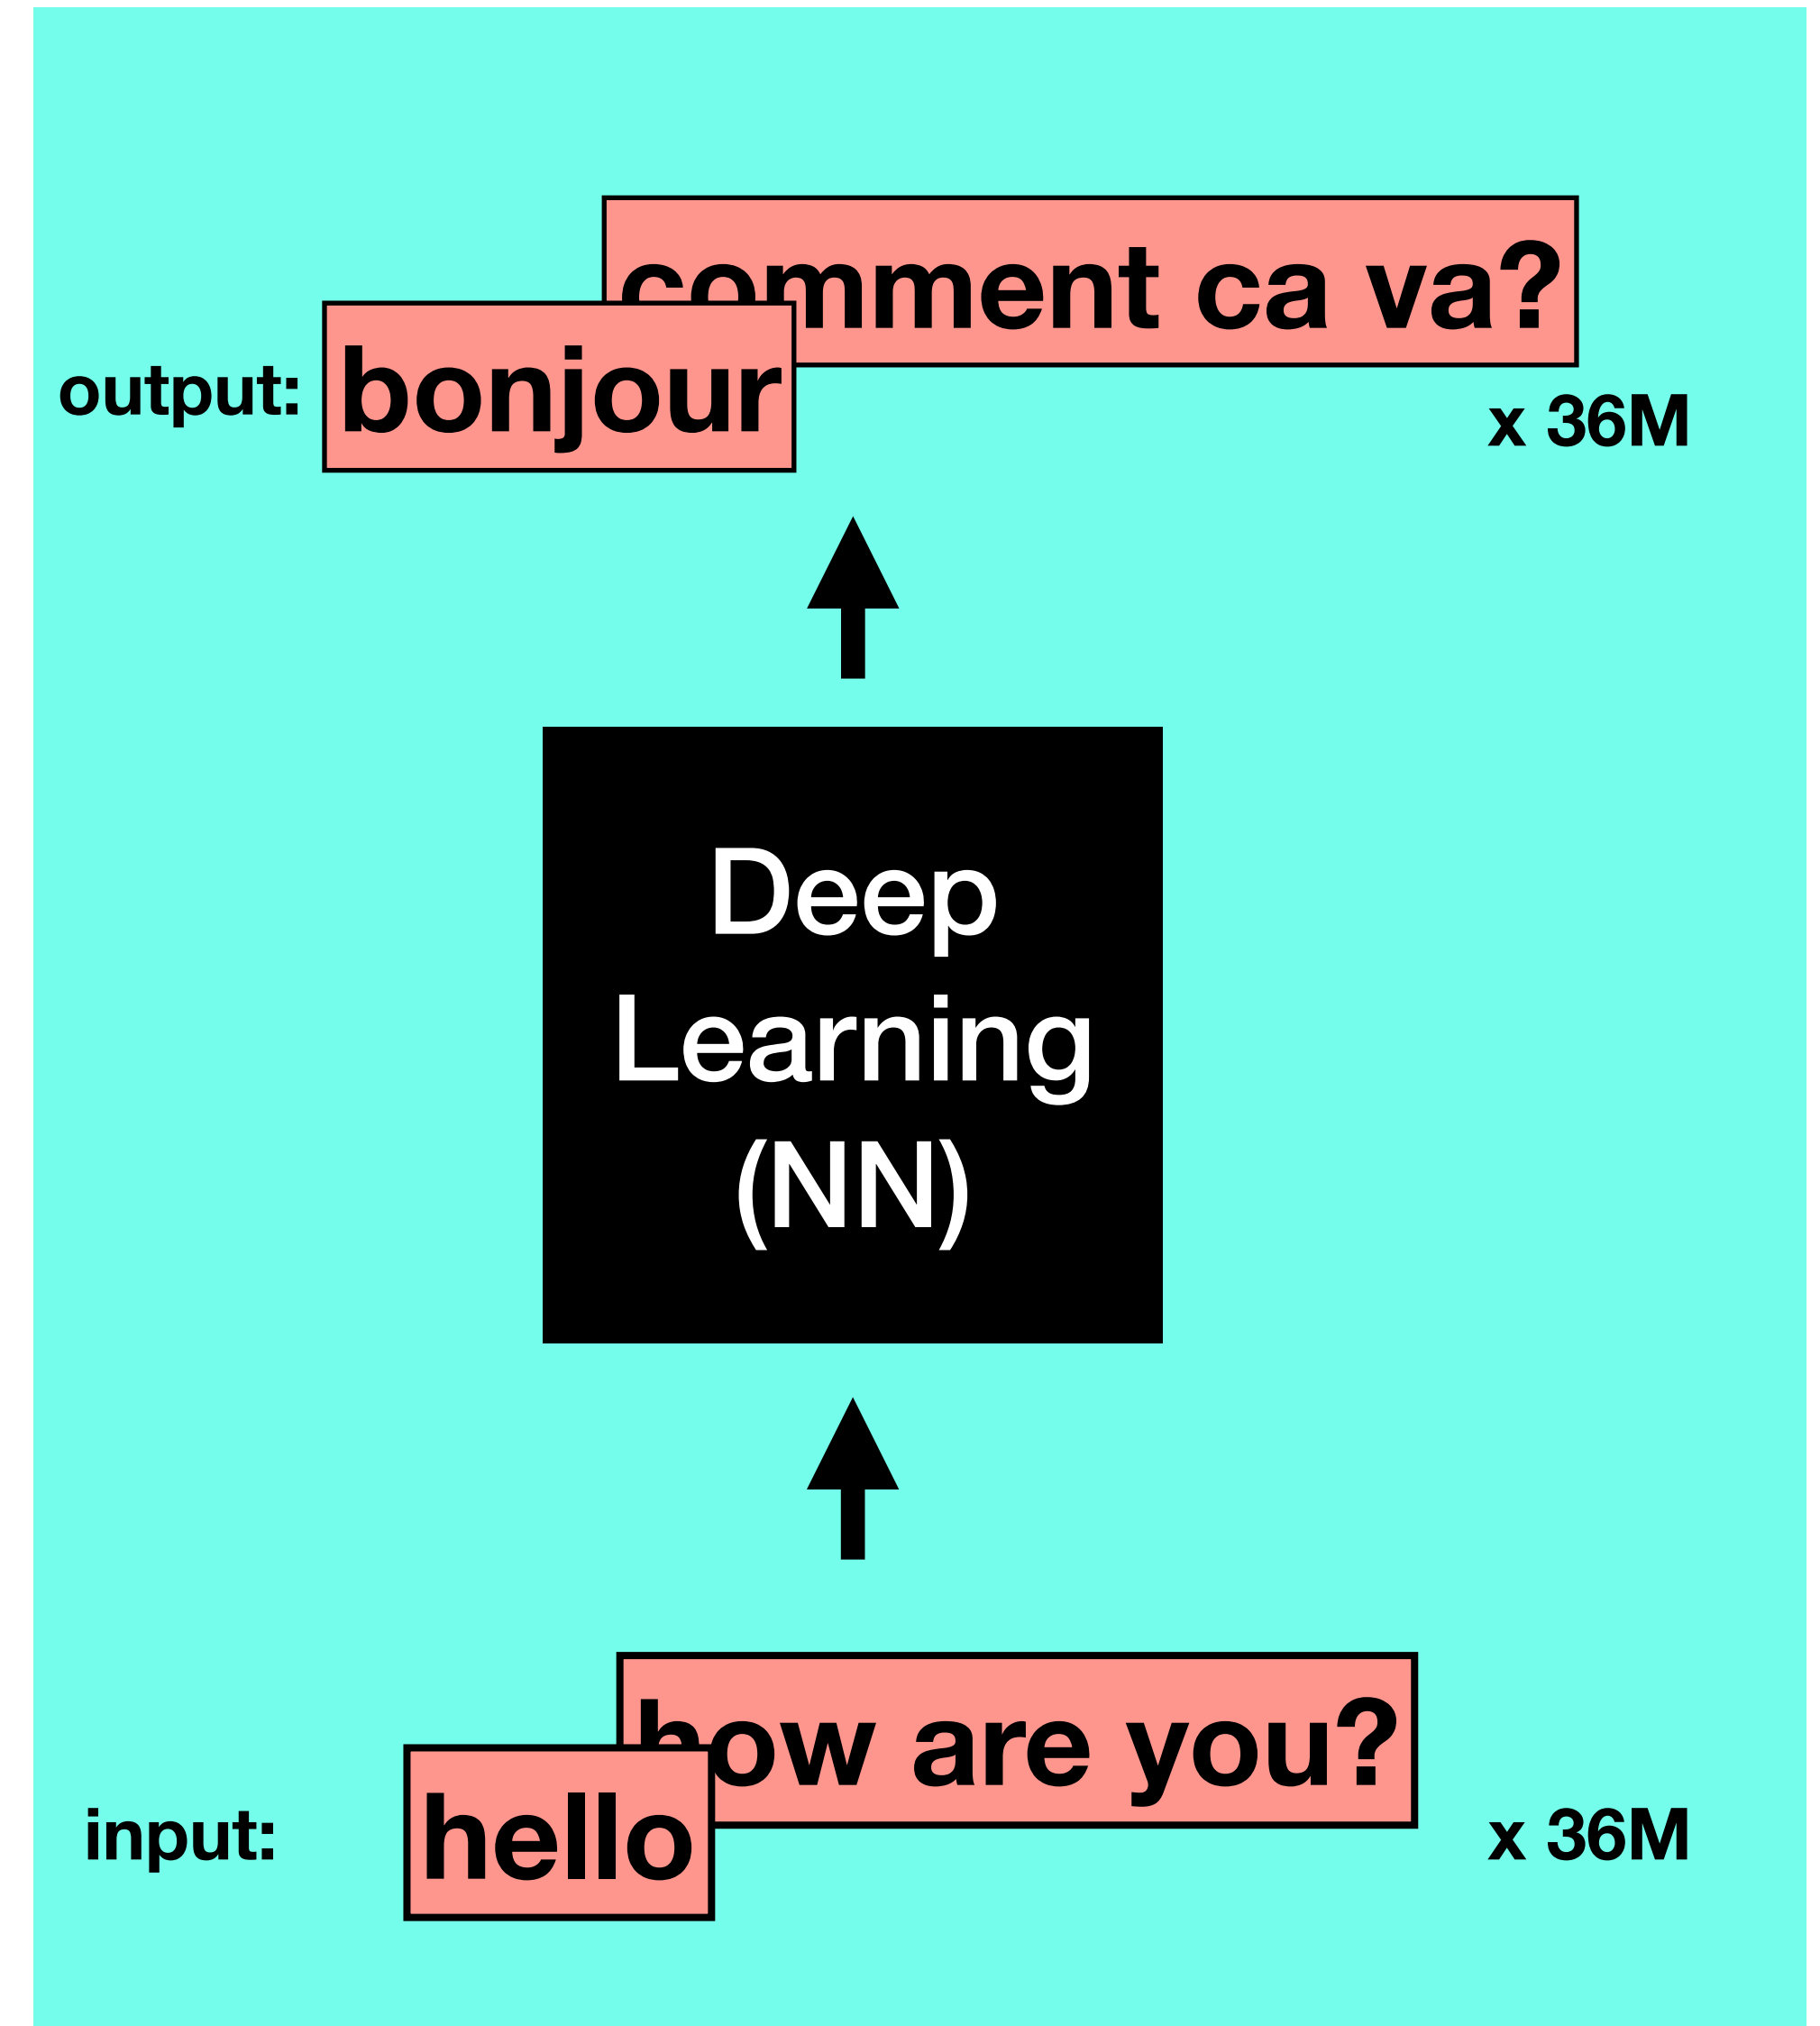 comment ca va?
output: bonjour
x 36M
Deep
Learning
(NN)
how are you?
input: hello
x 36M